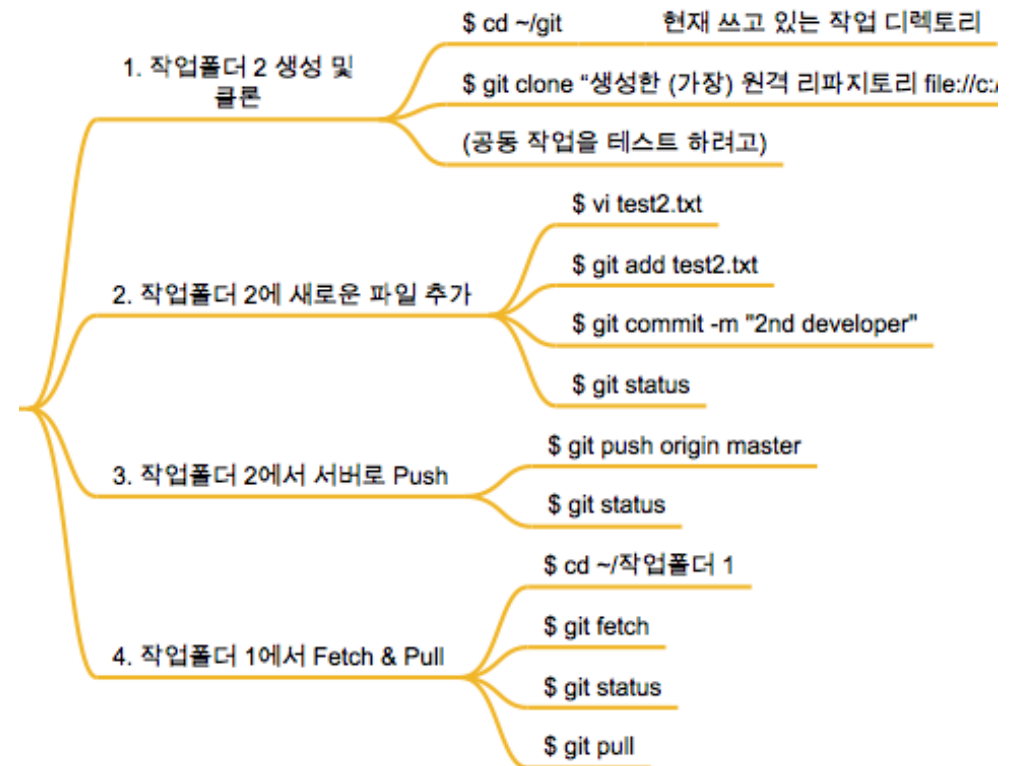 1. 작업폴더 2 생성 및
클론
$ cd ~/git 현재 쓰고 있는 작업 디렉토리
$ git clone “생성한 (가장) 원격 리파지토리 file://c:/
(공동 작업을 테스트 하려고)
2. 작업폴더 2에 새로운 파일 추가
$ vi test2.txt
$ git add test2.txt
$ git commit -m "2nd developer"
$ git status
3. 작업폴더 2에서 서버로 Push
$ git push origin master
$ git status
4. 작업폴더 1에서 Fetch & Pull
$ cd ~/작업폴더 1
$ git fetch
$ git status
$ git pull